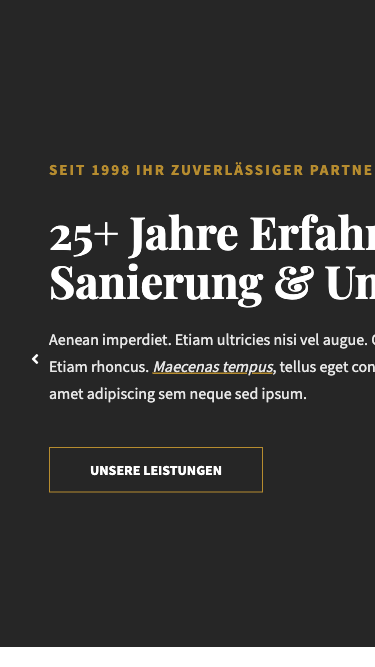 SEIT 1998 IHR ZUVERLÄSSIGER PARTNE
25+ Jahre Erfahr
Sanierung & Un
Aenean imperdiet. Etiam ultricies nisi vel augue. C
Etiam rhoncus. Maecenas tempus, tellus eget con
amet adipiscing sem neque sed ipsum.
UNSERE LEISTUNGEN